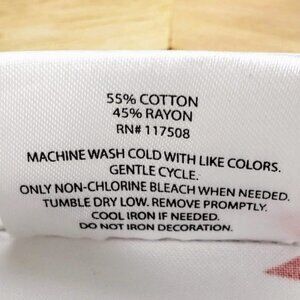 55% COTTON
45% RAYON
RN# 117508
MACHINE WASH COLD WITH LIKE COLORS.
GENTLE CYCLE.
ONLY NON-CHLORINE BLEACH WHEN NEEDED.
TUMBLE DRY LOW. REMOVE PROMPTLY.
COOL IRON IF NEEDED.
DO NOT IRON DECORATION.